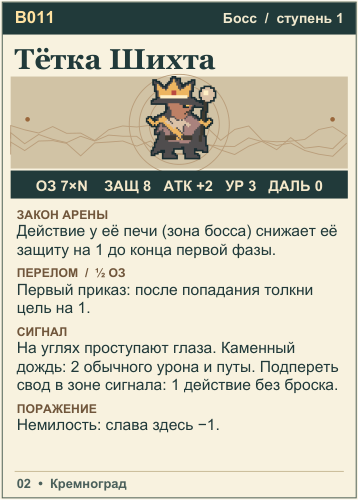 B011
Босс / ступень 1
Тётка Шихта
ОЗ 7×N ЗАЩ 8 АТК +2 УР 3 ДАЛЬ 0
ЗАКОН АРЕНЫ
Действие у её печи (зона босса) снижает её
защиту на 1 до конца первой фазы.
ПЕРЕЛОМ / ½ ОЗ
Первый приказ: после попадания толкни
цель на 1.
СИГНАЛ
На углях проступают глаза. Каменный
дождь: 2 обычного урона и путы. Подпереть
свод в зоне сигнала: 1 действие без броска.
ПОРАЖЕНИЕ
Немилость: слава здесь −1.
02 • Кремноград